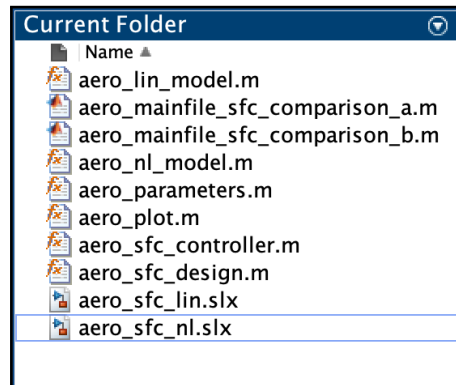 Current Folder
Name
aero_lin_model.m
aero_mainfile_sfc_comparison_a.m
aero_mainfile_sfc_comparison_b.m
aero_nl_model.m
aero_parameters.m
aero_plot.m
aero_sfc_controller.m
aero_sfc_design.m
aero_sfc_lin.slx
aero_sfc_nl.slx